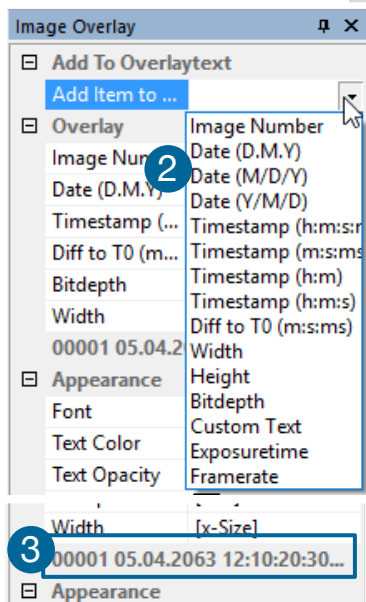 Image Overlay
Add To Overlaytext
Add Item to ...
Overlay
Image Num
Date (D.M.Y)
Timestamp (...
Diff to T0 (m...
Bitdepth
Width
00001 05.04.2
Appearance
Font
Text Color
Text Opacity
2
Image Number
Date (D.M.Y)
Date (M/D/Y)
Date (Y/M/D)
Timestamp (h:m:s:r
Timestamp (m:s:ms
Timestamp (h:m)
Timestamp (h:m:s)
Diff to T0 (m:s:ms)
Width
Height
Bitdepth
Custom Text
Exposuretime
Framerate
Width [x-Size]
3
00001 05.04.2063 12:10:20:30...
Appearance